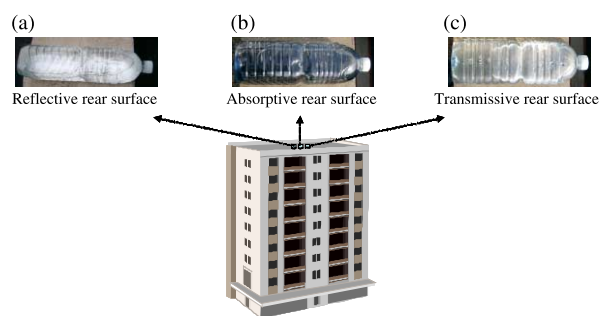 (a)
(b)
(c)
Reflective rear surface
Absorptive rear surface
Transmissive rear surface